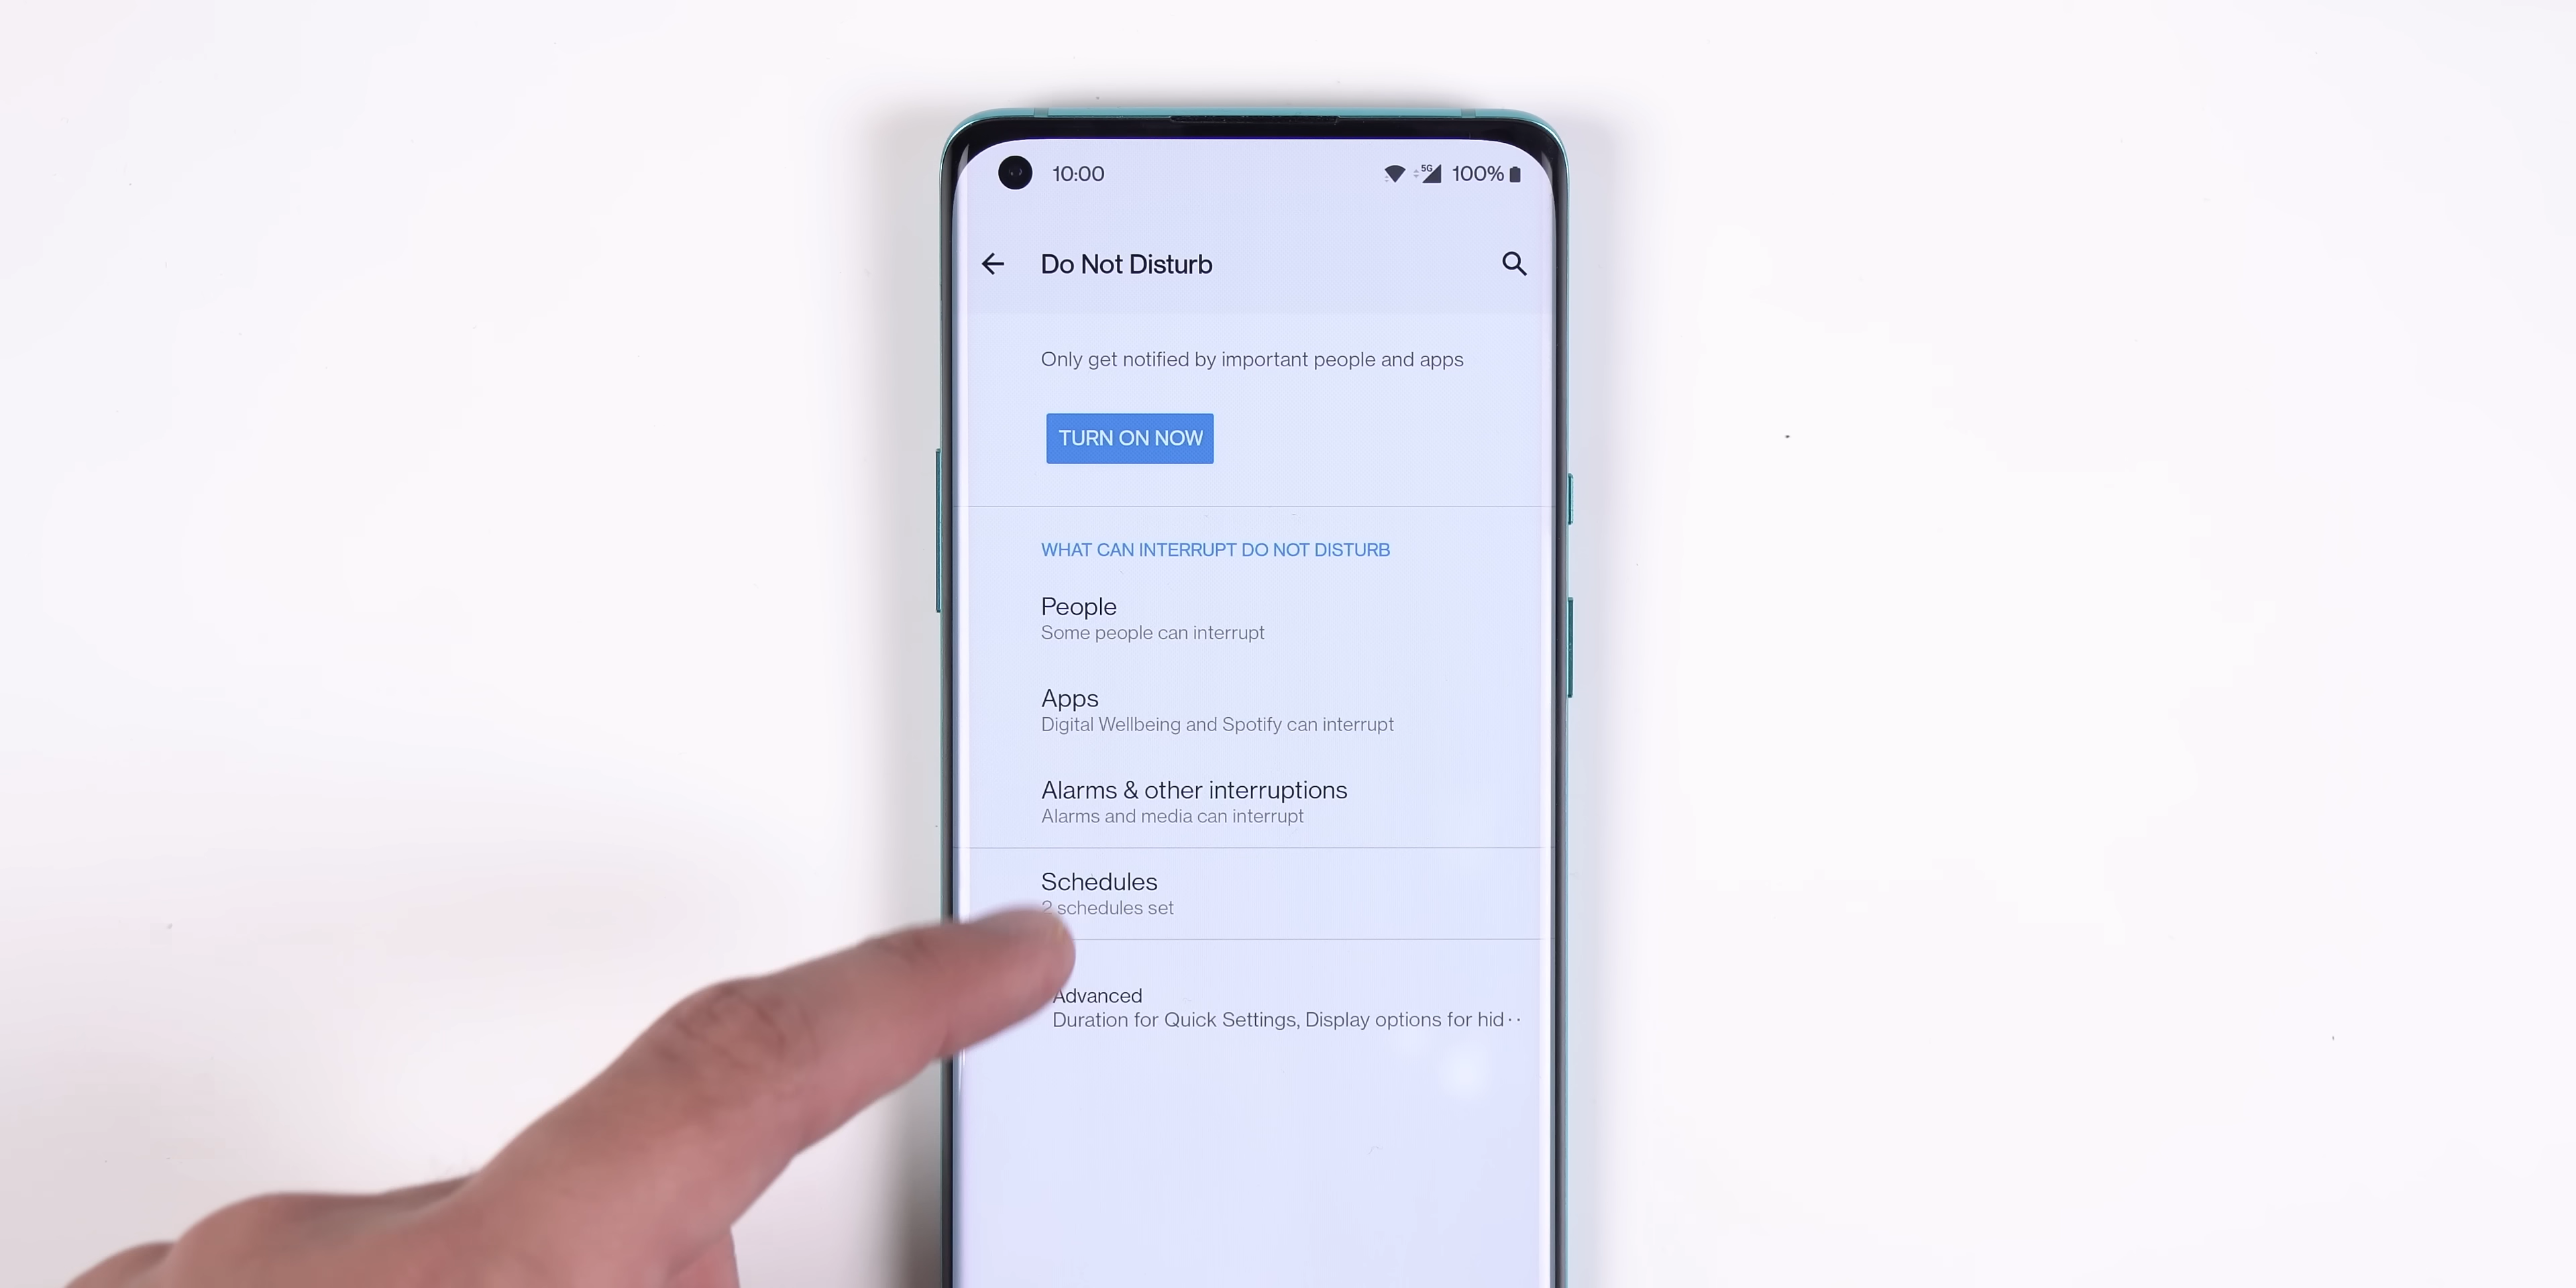 10:00
5G 100%
Do Not Disturb
Only get notified by important people and apps
TURN ON NOW
WHAT CAN INTERRUPT DO NOT DISTURB
People
Some people can interrupt
Apps
Digital Wellbeing and Spotify can interrupt
Alarms & other interruptions
Alarms and media can interrupt
Schedules
2 schedules set
Advanced
Duration for Quick Settings, Display options for hid··